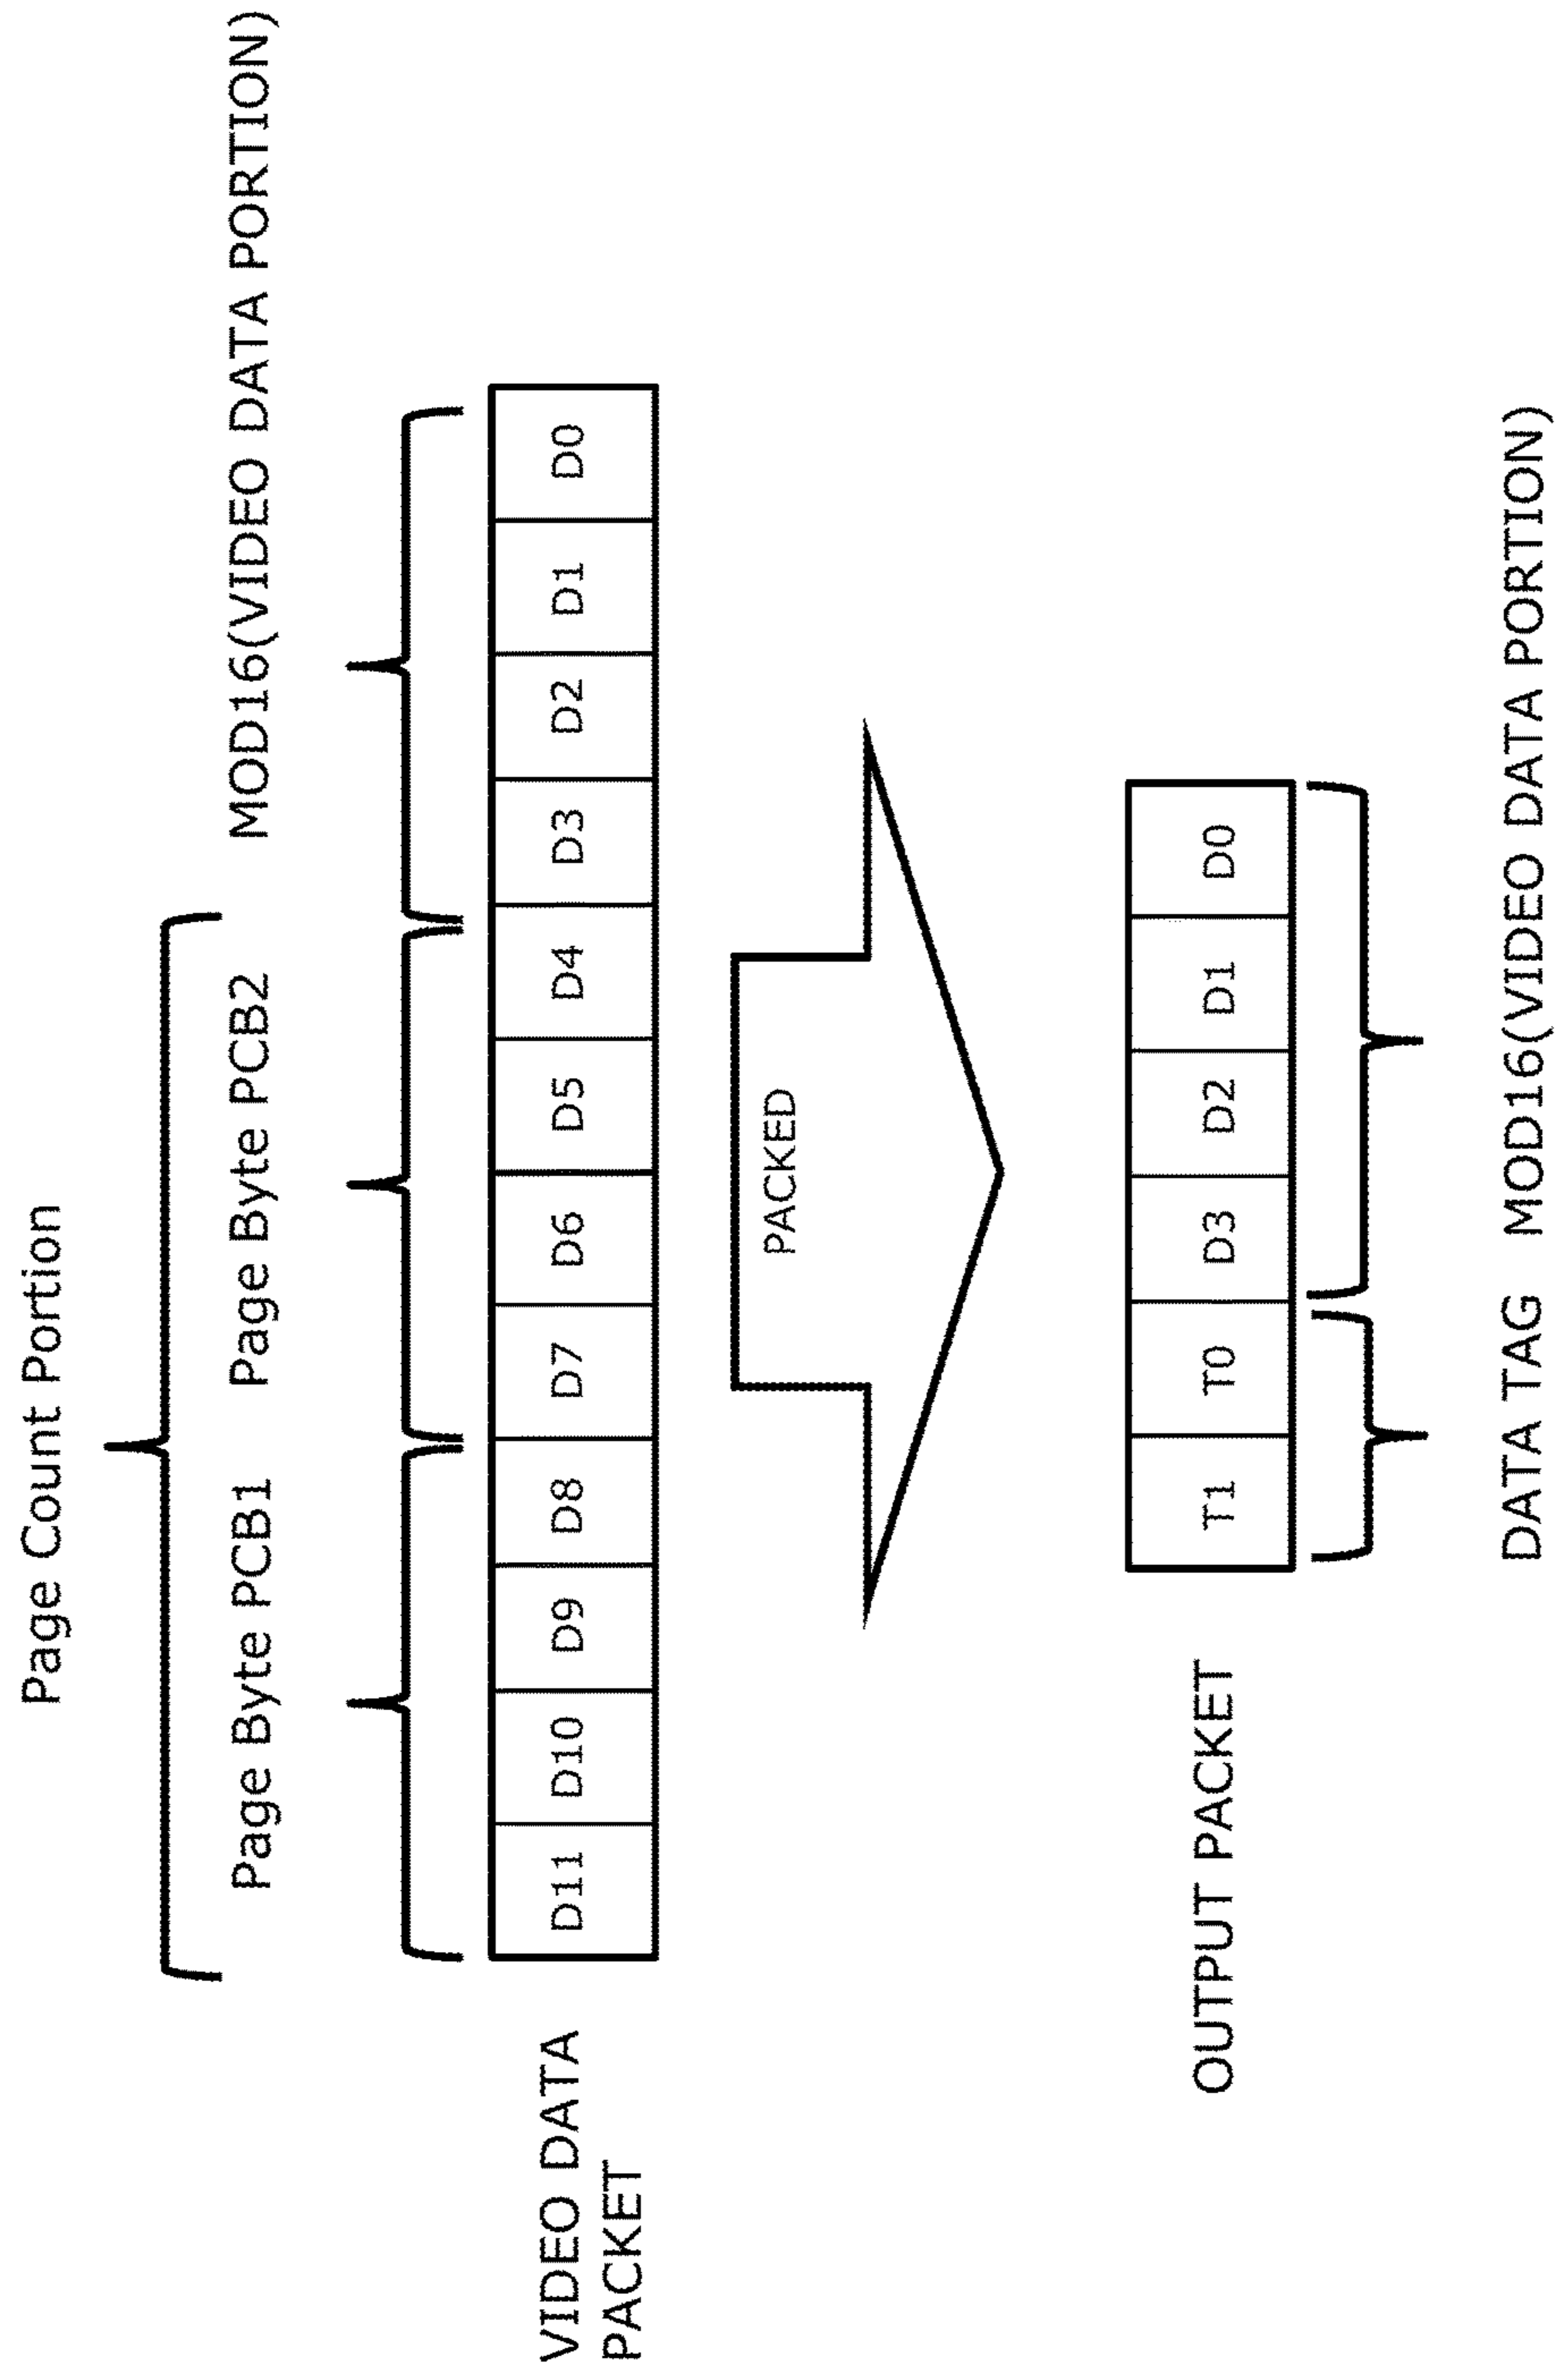 Page Count Portion
Page Byte PCB1 Page Byte PCB2 MOD16(VIDEO DATA PORTION)
VIDEO DATA
PACKET
D11 D10 D9 D8 D7 D6 D5 D4 D3 D2 D1 D0
PACKED
OUTPUT PACKET
T1 T0 D3 D2 D1 D0
DATA TAG MOD16(VIDEO DATA PORTION)